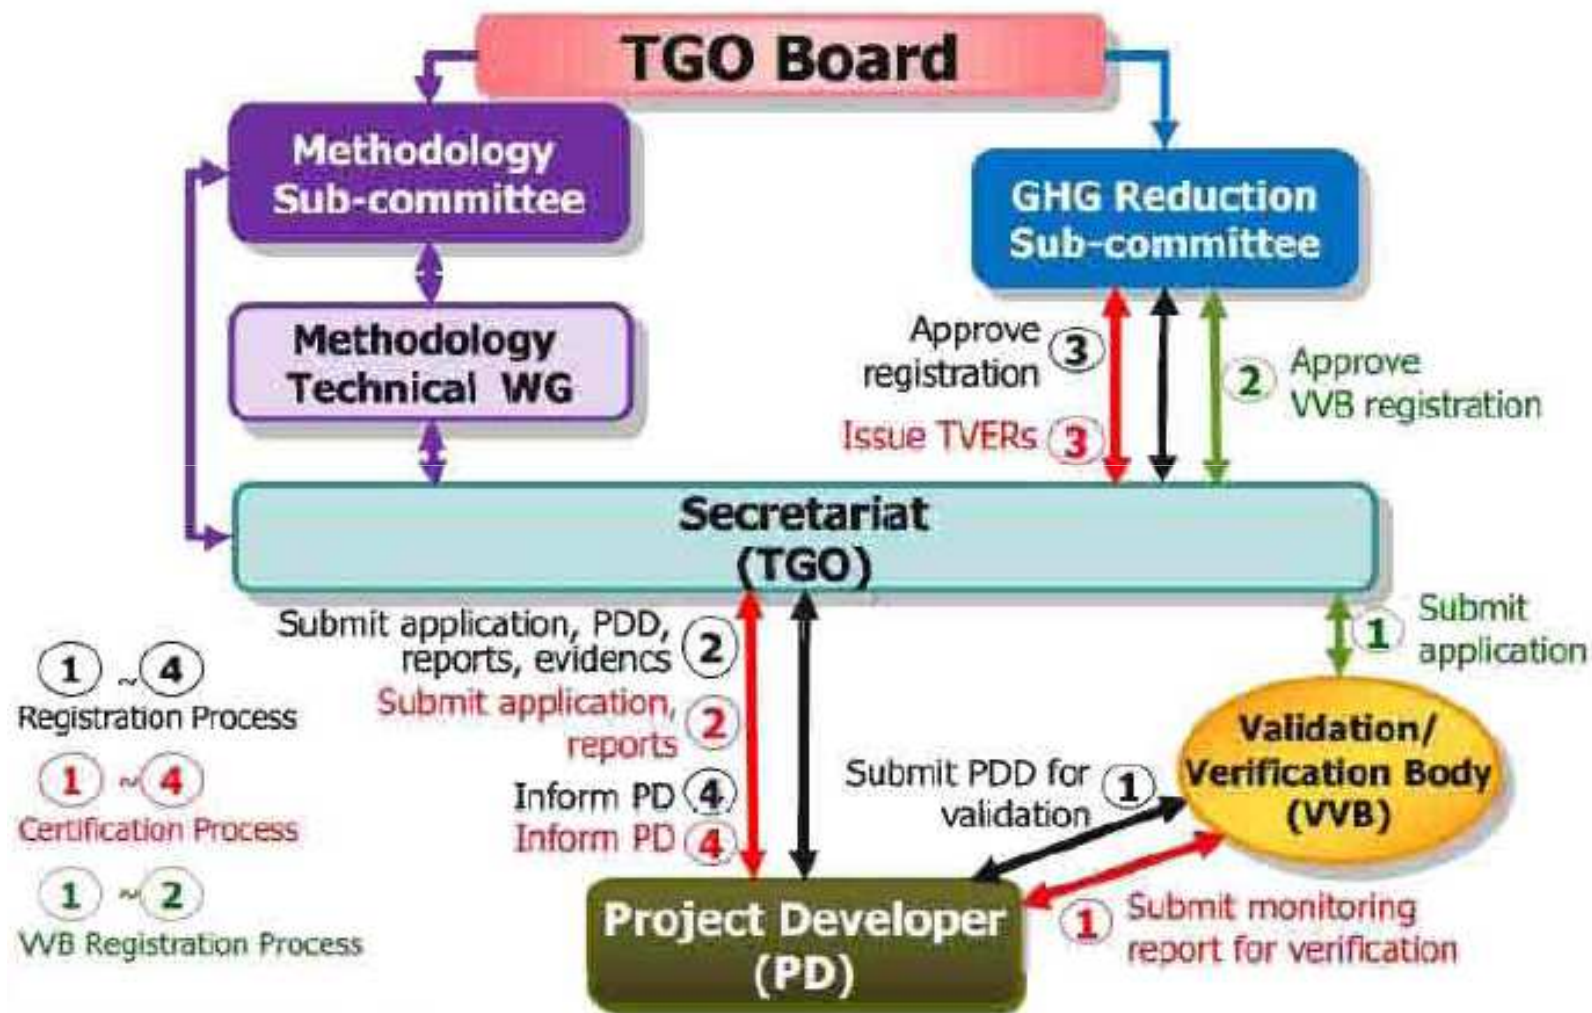 TGO Board
Methodology
Sub-committee
GHG Reduction
Sub-committee
Methodology
Technical WG
Approve
registration
3
Issue TVERs
3
2
Approve
VVB registration
Secretariat
(TGO)
Submit application, PDD,
reports, evidencs
2
Submit application,
reports
2
Inform PD
4
Inform PD
4
1
Submit
application
Validation/
Verification Body
(VVB)
Submit PDD for
validation
1
Project Developer
(PD)
1
Submit monitoring
report for verification
1 ~ 4
Registration Process
1 ~ 4
Certification Process
1 ~ 2
VVB Registration Process